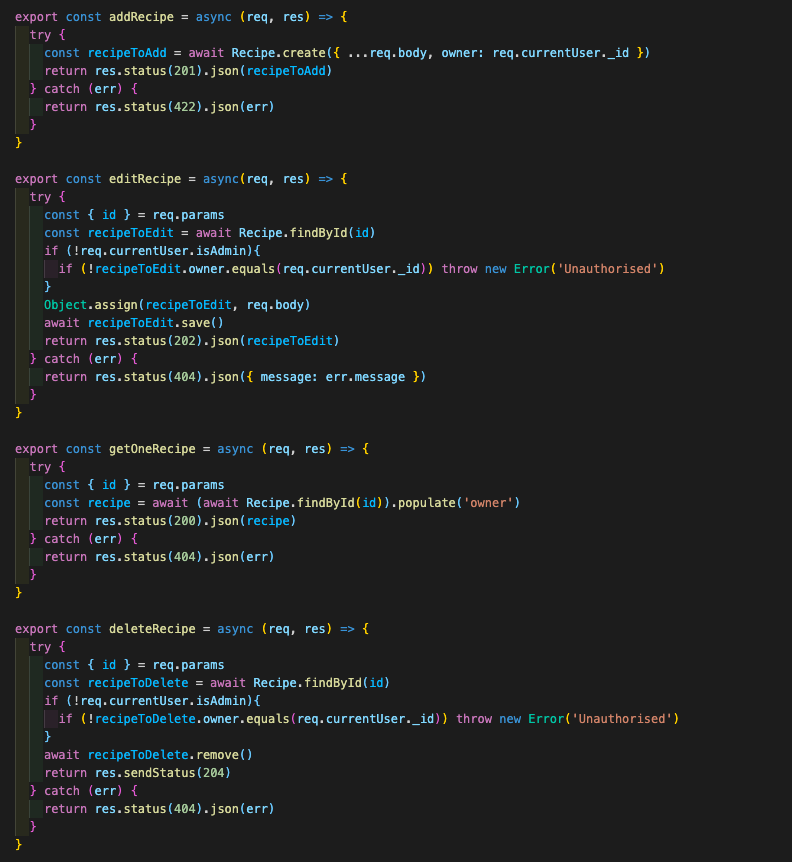 export const addRecipe = async (req, res) => {
  try {
    const recipeToAdd = await Recipe.create({ ...req.body, owner: req.currentUser._id })
    return res.status(201).json(recipeToAdd)
  } catch (err) {
    return res.status(422).json(err)
  }
}

export const editRecipe = async(req, res) => {
  try {
    const { id } = req.params
    const recipeToEdit = await Recipe.findById(id)
    if (!req.currentUser.isAdmin){
      if (!recipeToEdit.owner.equals(req.currentUser._id)) throw new Error('Unauthorised')
    }
    Object.assign(recipeToEdit, req.body)
    await recipeToEdit.save()
    return res.status(202).json(recipeToEdit)
  } catch (err) {
    return res.status(404).json({ message: err.message })
  }
}

export const getOneRecipe = async (req, res) => {
  try {
    const { id } = req.params
    const recipe = await (await Recipe.findById(id)).populate('owner')
    return res.status(200).json(recipe)
  } catch (err) {
    return res.status(404).json(err)
  }
}

export const deleteRecipe = async (req, res) => {
  try {
    const { id } = req.params
    const recipeToDelete = await Recipe.findById(id)
    if (!req.currentUser.isAdmin){
      if (!recipeToDelete.owner.equals(req.currentUser._id)) throw new Error('Unauthorised')
    }
    await recipeToDelete.remove()
    return res.sendStatus(204)
  } catch (err) {
    return res.status(404).json(err)
  }
}